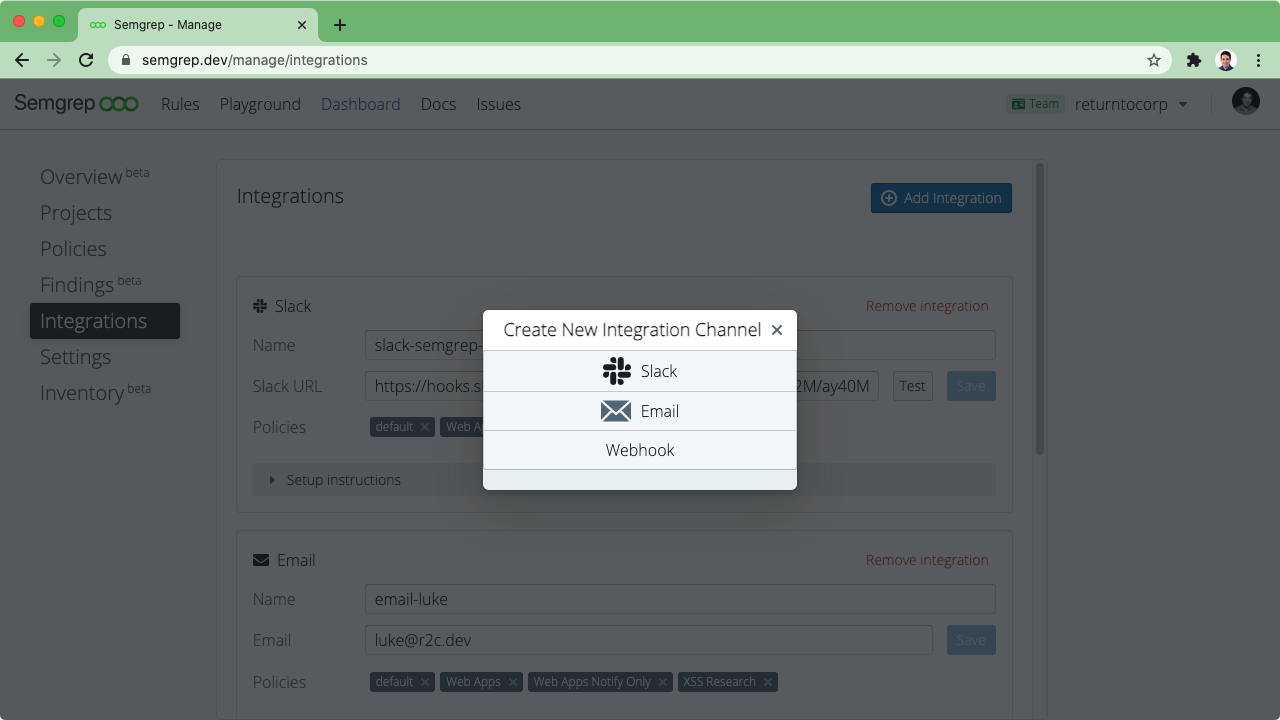 Semgrep - Manage
semgrep.dev/manage/integrations
Semgrep Rules Playground Dashboard Docs Issues Team returntocorp
Overview beta
Projects
Policies
Findings beta
Integrations
Settings
Inventory beta
Integrations Add Integration
Slack Remove integration
Name slack-semgrep-
Slack URL https://hooks.s 2M/ay40M Test Save
Policies default Web A
Setup instructions
Create New Integration Channel
Slack
Email
Webhook
Email Remove integration
Name email-luke
Email luke@r2c.dev Save
Policies default Web Apps Web Apps Notify Only XSS Research